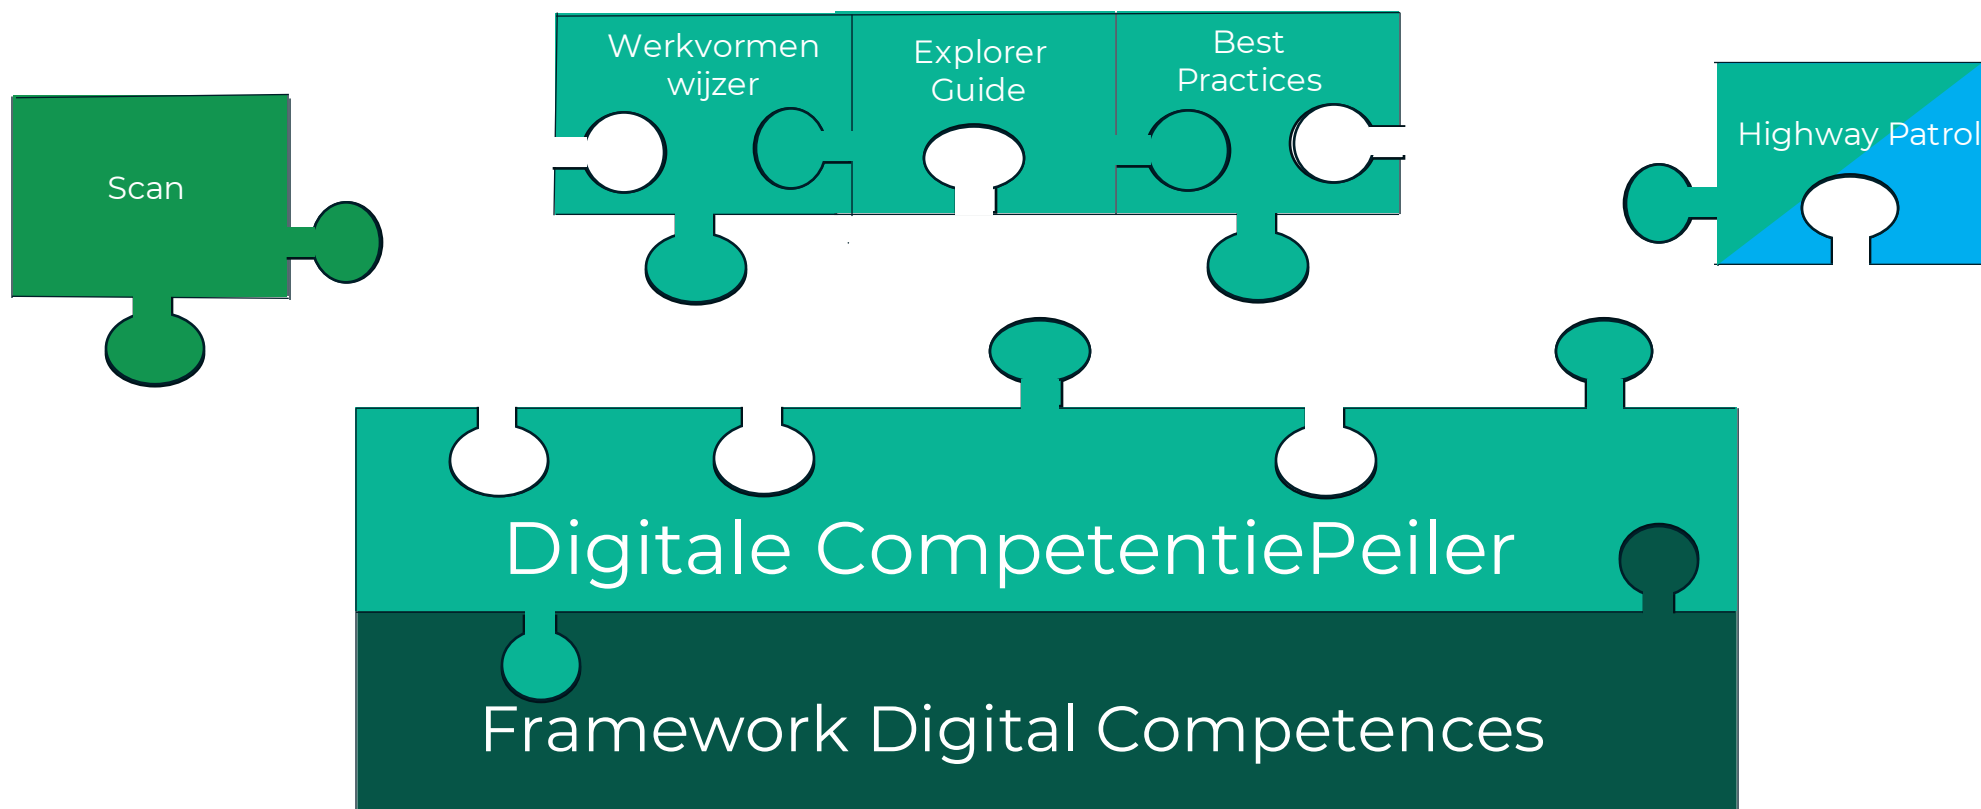 Werkvormen
wijzer
Explorer
Guide
Best
Practices
Highway Patrol
Scan
Digitale CompetentiePeiler
Framework Digital Competences